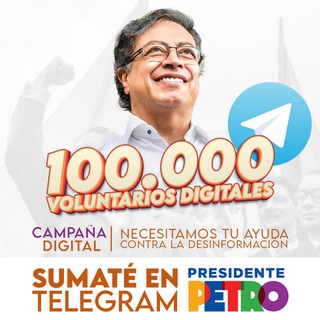 100.000
VOLUNTARIOS DIGITALES
CAMPAÑA
DIGITAL
NECESITAMOS TU AYUDA
CONTRA LA DESINFORMACIÓN
SUMATÉ EN
TELEGRAM
PRESIDENTE
PETRO